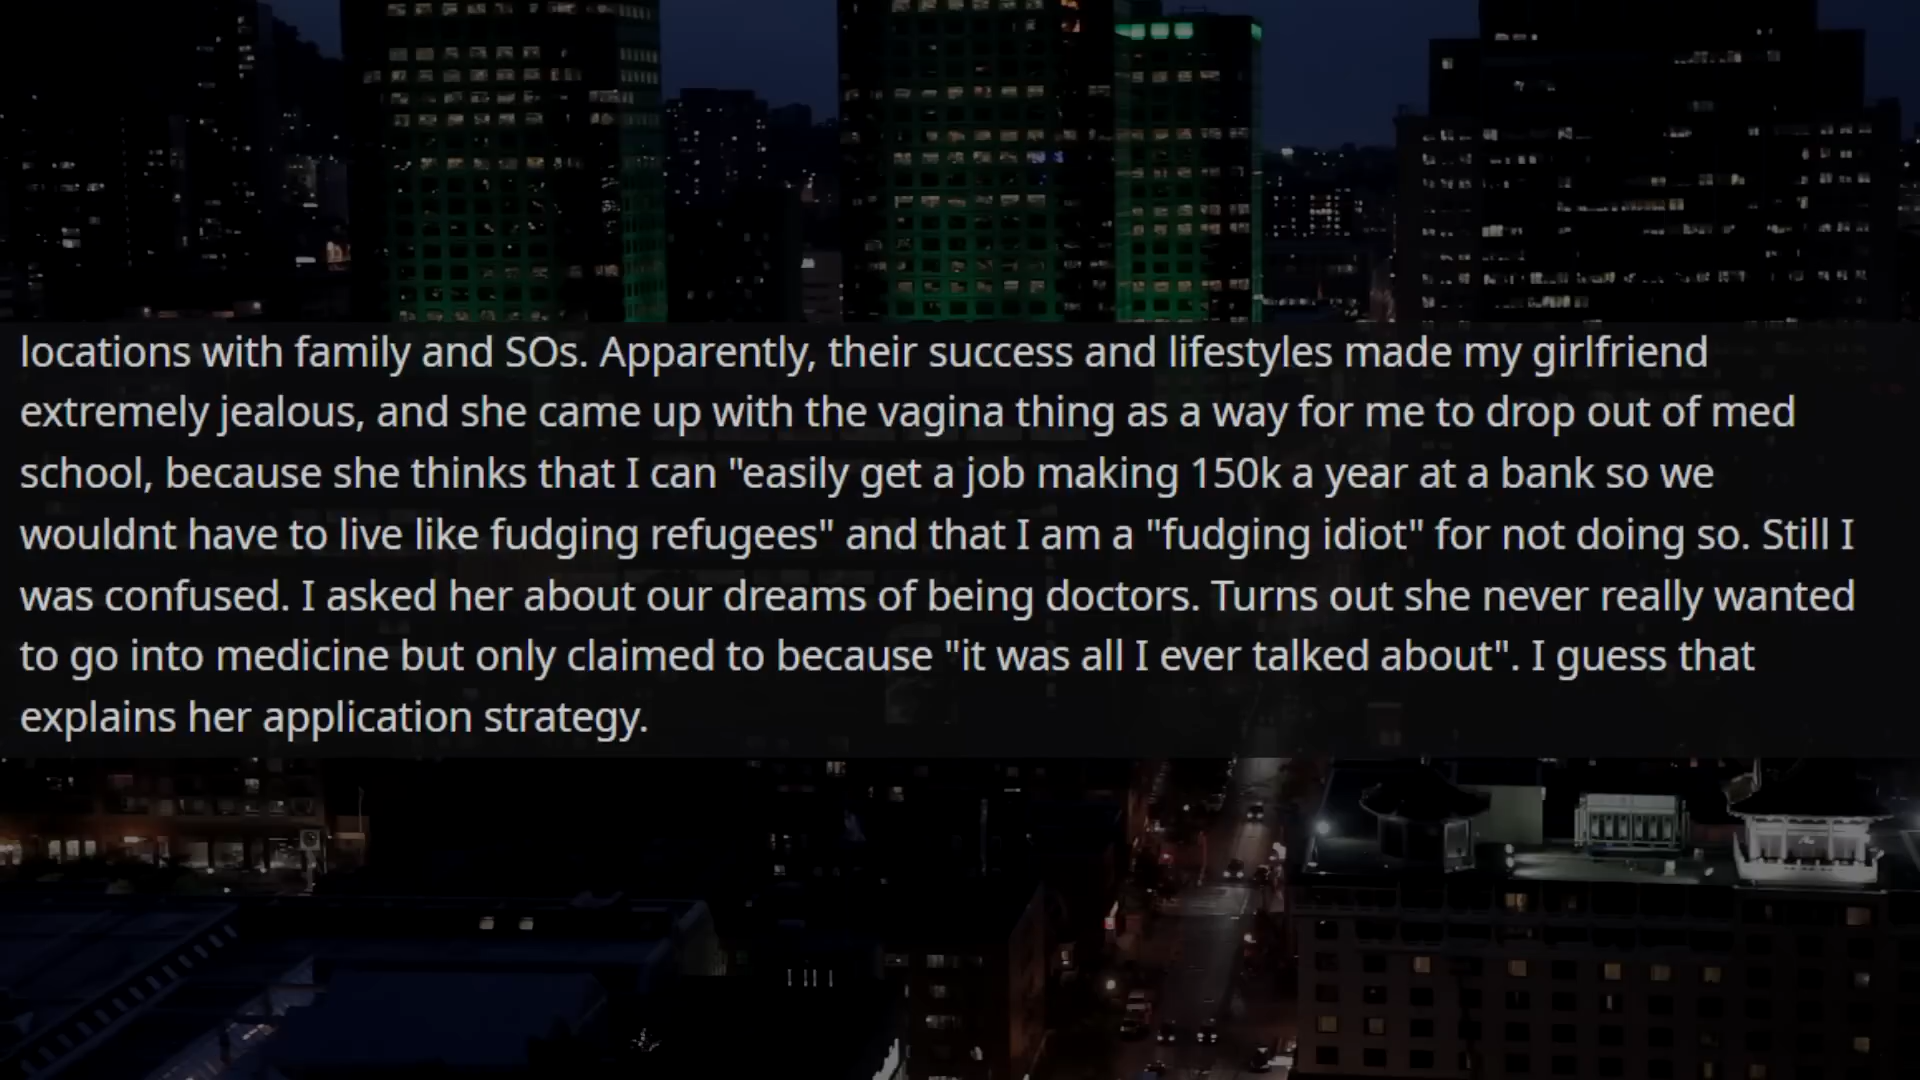 locations with family and SOs. Apparently, their success and lifestyles made my girlfriend
extremely jealous, and she came up with the vagina thing as a way for me to drop out of med
school, because she thinks that I can "easily get a job making 150k a year at a bank so we
wouldnt have to live like fudging refugees" and that I am a "fudging idiot" for not doing so. Still I
was confused. I asked her about our dreams of being doctors. Turns out she never really wanted
to go into medicine but only claimed to because "it was all I ever talked about". I guess that
explains her application strategy.